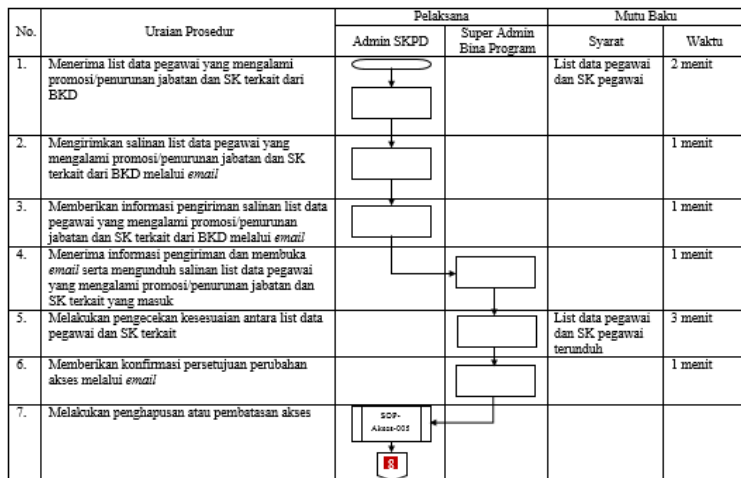 No.
Uraian Prosedur
Pelaksana
Mutu Baku
Admin SKPD
Super Admin
Bina Program
Syarat
Waktu
1.
Menerima list data pegawai yang mengalami
promosi/penurunan jabatan dan SK terkait dari
BKD
List data pegawai
dan SK pegawai
2 menit
2.
Mengirimkan salinan list data pegawai yang
mengalami promosi/penurunan jabatan dan SK
terkait dari BKD melalui email
1 menit
3.
Memberikan informasi pengiriman salinan list data
pegawai yang mengalami promosi/penurunan
jabatan dan SK terkait dari BKD melalui email
1 menit
4.
Menerima informasi pengiriman dan membuka
email serta mengunduh salinan list data pegawai
yang mengalami promosi/penurunan jabatan dan
SK terkait yang masuk
1 menit
5.
Melakukan pengecekan kesesuaian antara list data
pegawai dan SK terkait
List data pegawai
dan SK pegawai
terunduh
3 menit
6.
Memberikan konfirmasi persetujuan perubahan
akses melalui email
1 menit
7.
Melakukan penghapusan atau pembatasan akses
SOP-
8